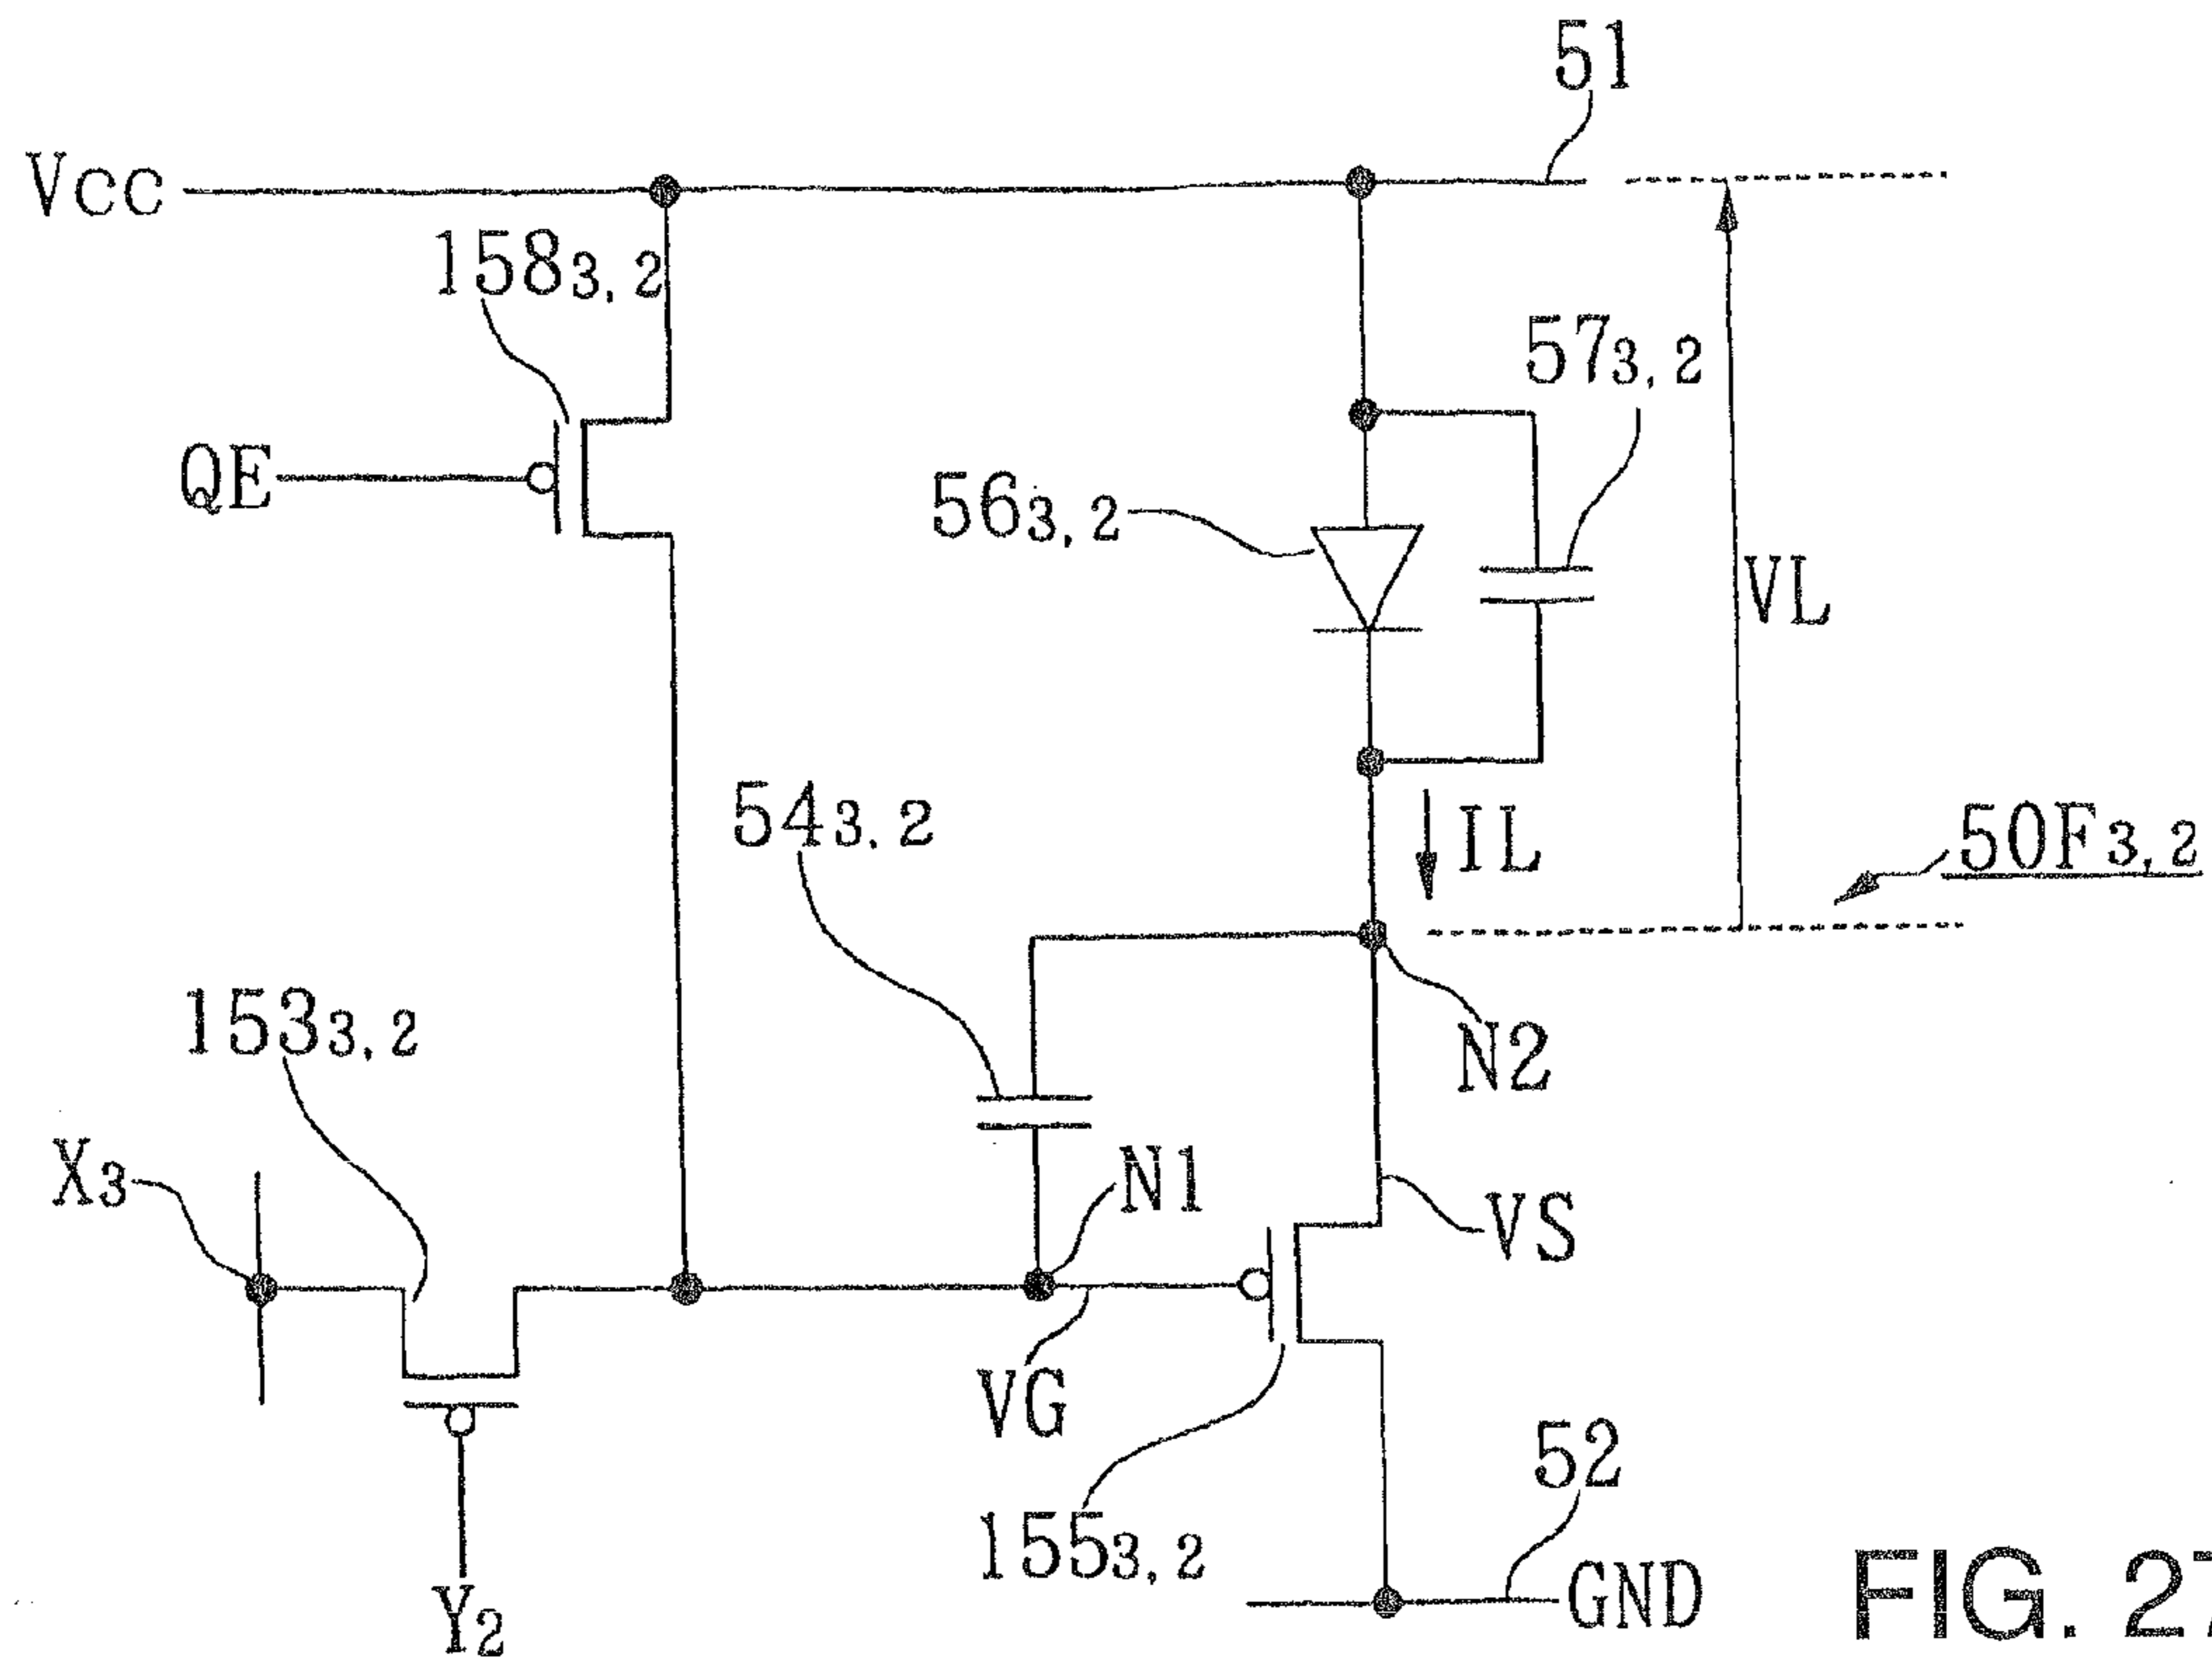 51
Vcc
158₃,₂
57₃,₂
QE
56₃,₂
VL
54₃,₂
IL
50F₃,₂
153₃,₂
N2
X₃
N1
VS
VG
52
155₃,₂
GND
Y₂
FIG. 27